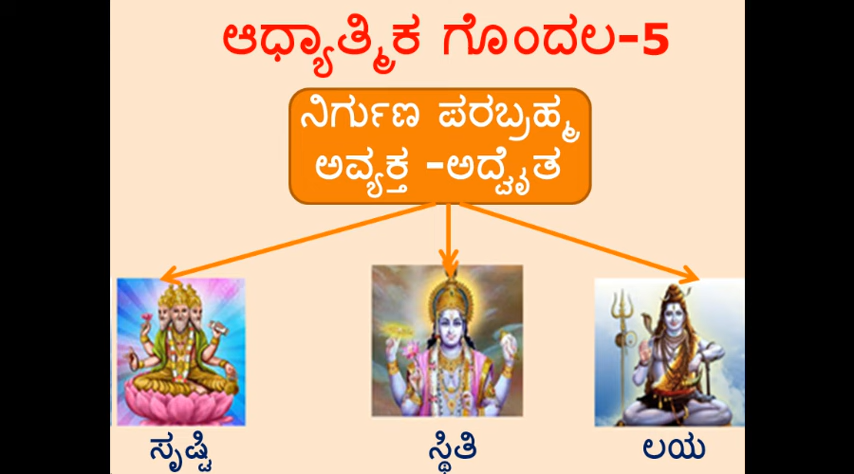 ಆಧ್ಯಾತ್ಮಿಕ ಗೊಂದಲ-5
ನಿರ್ಗುಣ ಪರಬ್ರಹ್ಮ
ಅವ್ಯಕ್ತ -ಅದ್ವೈತ
ಸೃಷ್ಟಿ ಸ್ಥಿತಿ ಲಯ